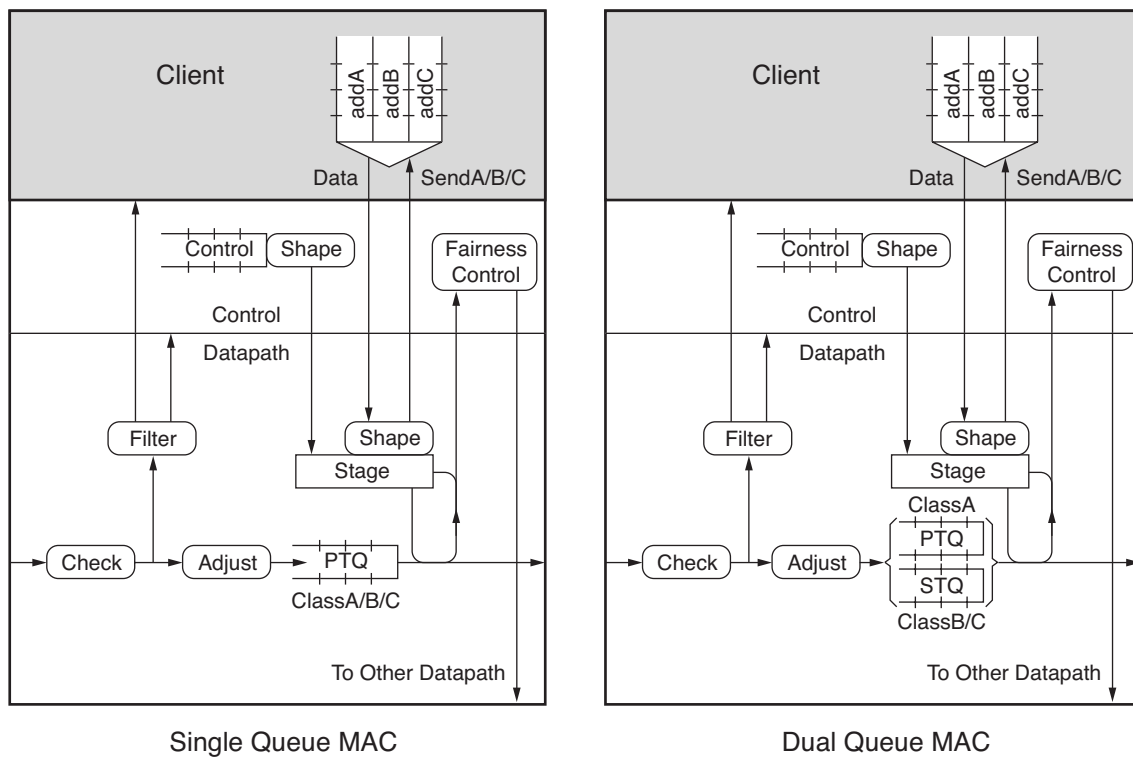 Client
addA
addB
addC
Data
SendA/B/C
Control
Shape
Fairness
Control
Control
Datapath
Filter
Shape
Stage
Check
Adjust
PTQ
ClassA/B/C
To Other Datapath
Single Queue MAC
Client
addA
addB
addC
Data
SendA/B/C
Control
Shape
Fairness
Control
Control
Datapath
Filter
Shape
Stage
ClassA
Check
Adjust
PTQ
STQ
ClassB/C
To Other Datapath
Dual Queue MAC